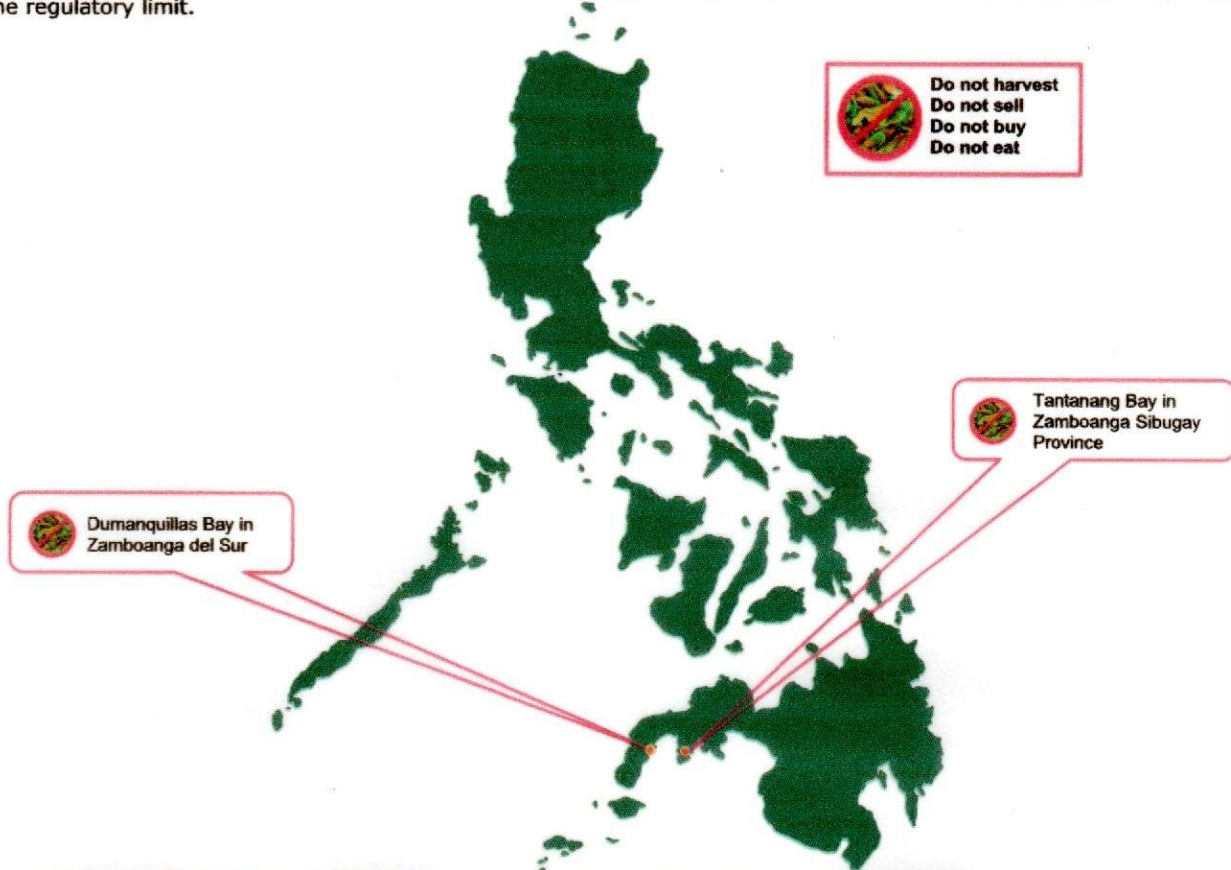 the regulatory limit.
Do not harvest
Do not sell
Do not buy
Do not eat
Tantanang Bay in
Zamboanga Sibugay
Province
Dumanquillas Bay in
Zamboanga del Sur